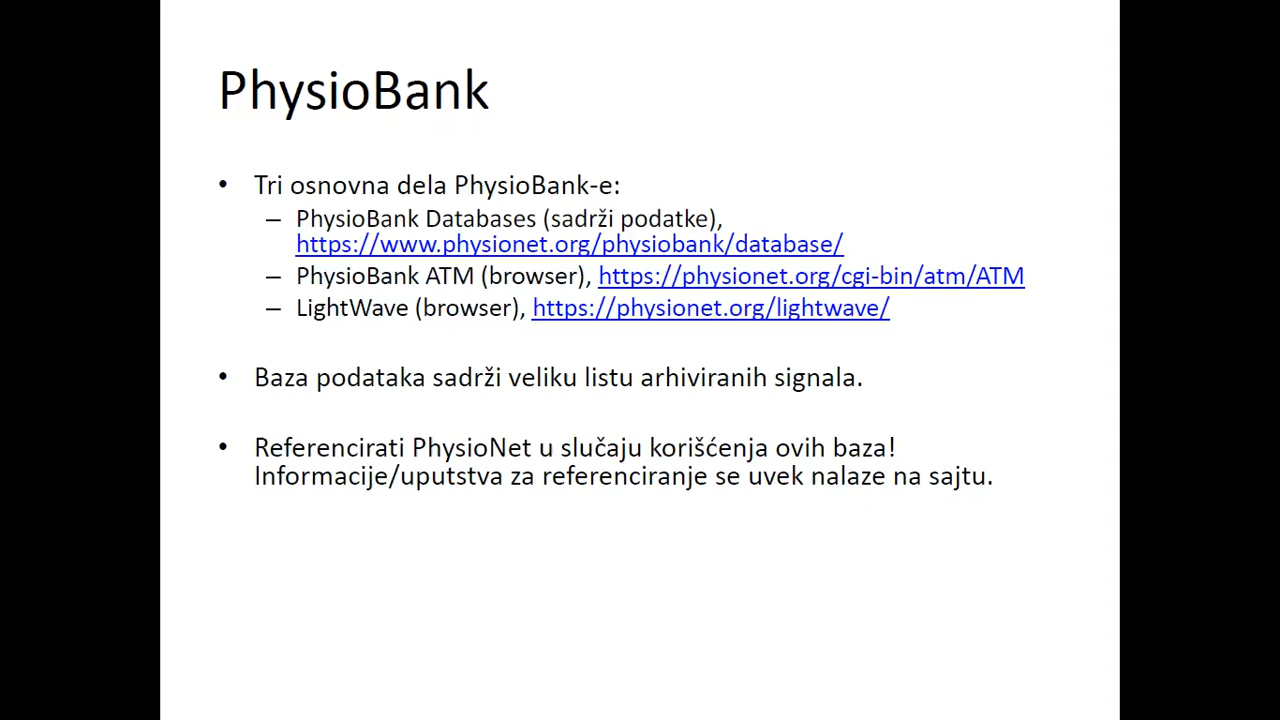 PhysioBank
• Tri osnovna dela PhysioBank-e:
– PhysioBank Databases (sadrži podatke),
https://www.physionet.org/physiobank/database/
– PhysioBank ATM (browser), https://physionet.org/cgi-bin/atm/ATM
– LightWave (browser), https://physionet.org/lightwave/
• Baza podataka sadrži veliku listu arhiviranih signala.
• Referencirati PhysioNet u slučaju korišćenja ovih baza!
Informacije/uputstva za referenciranje se uvek nalaze na sajtu.